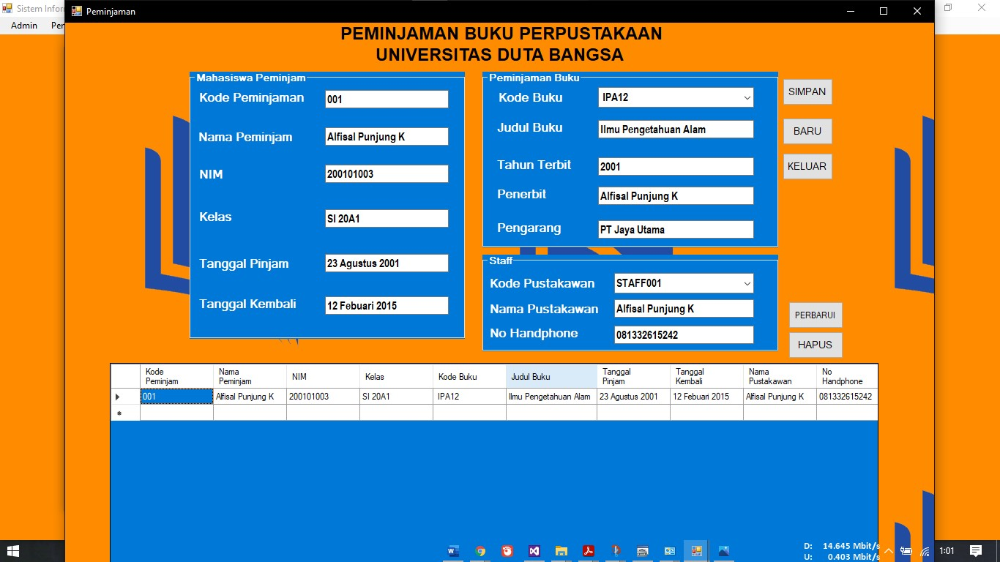 Sistem Infor
Peminjaman
Admin
PEMINJAMAN BUKU PERPUSTAKAAN
UNIVERSITAS DUTA BANGSA
Mahasiswa Peminjam
Kode Peminjaman 001
Nama Peminjam Alfisal Punjung K
NIM 200101003
Kelas SI 20A1
Tanggal Pinjam 23 Agustus 2001
Tanggal Kembali 12 Febuari 2015
Peminjaman Buku
Kode Buku IPA12
Judul Buku Ilmu Pengetahuan Alam
Tahun Terbit 2001
Penerbit Alfisal Punjung K
Pengarang PT Jaya Utama
SIMPAN
BARU
KELUAR
Staff
Kode Pustakawan STAFF001
Nama Pustakawan Alfisal Punjung K
No Handphone 081332615242
PERBARUI
HAPUS
Kode Peminjam Nama Peminjam NIM Kelas Kode Buku Judul Buku Tanggal Pinjam Tanggal Kembali Nama Pustakawan No Handphone
001 Alfisal Punjung K 200101003 SI 20A1 IPA12 Ilmu Pengetahuan Alam 23 Agustus 2001 12 Febuari 2015 Alfisal Punjung K 081332615242
D: 14.645 Mbit/s
U: 0.403 Mbit/s
1:01